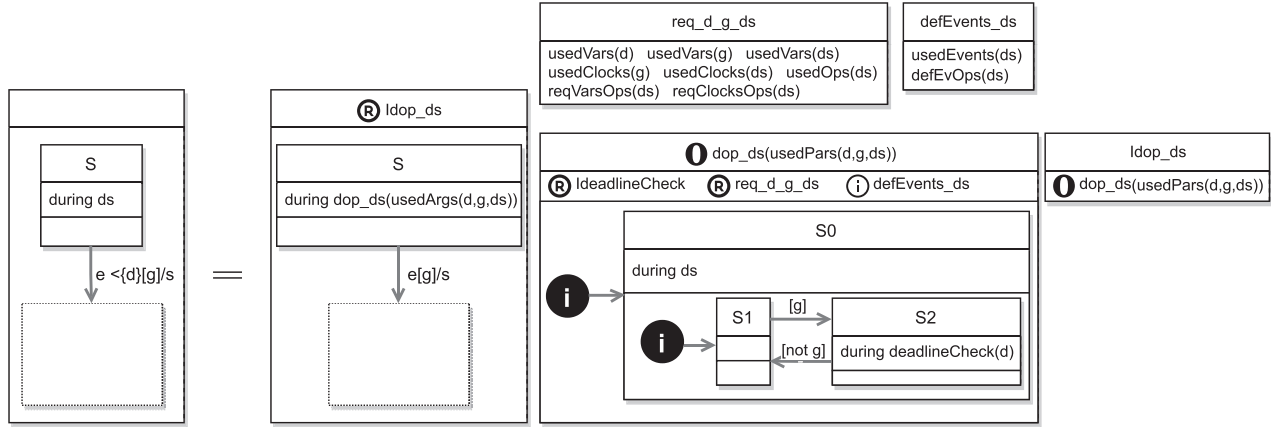 S
during ds
e <{d}[g]/s
R Idop_ds
S
during dop_ds(usedArgs(d,g,ds))
e[g]/s
req_d_g_ds
usedVars(d) usedVars(g) usedVars(ds)
usedClocks(g) usedClocks(ds) usedOps(ds)
reqVarsOps(ds) reqClocksOps(ds)
defEvents_ds
usedEvents(ds)
defEvOps(ds)
O dop_ds(usedPars(d,g,ds))
R IdeadlineCheck R req_d_g_ds i defEvents_ds
S0
during ds
i
i
S1
[g]
[not g]
S2
during deadlineCheck(d)
Idop_ds
O dop_ds(usedPars(d,g,ds))